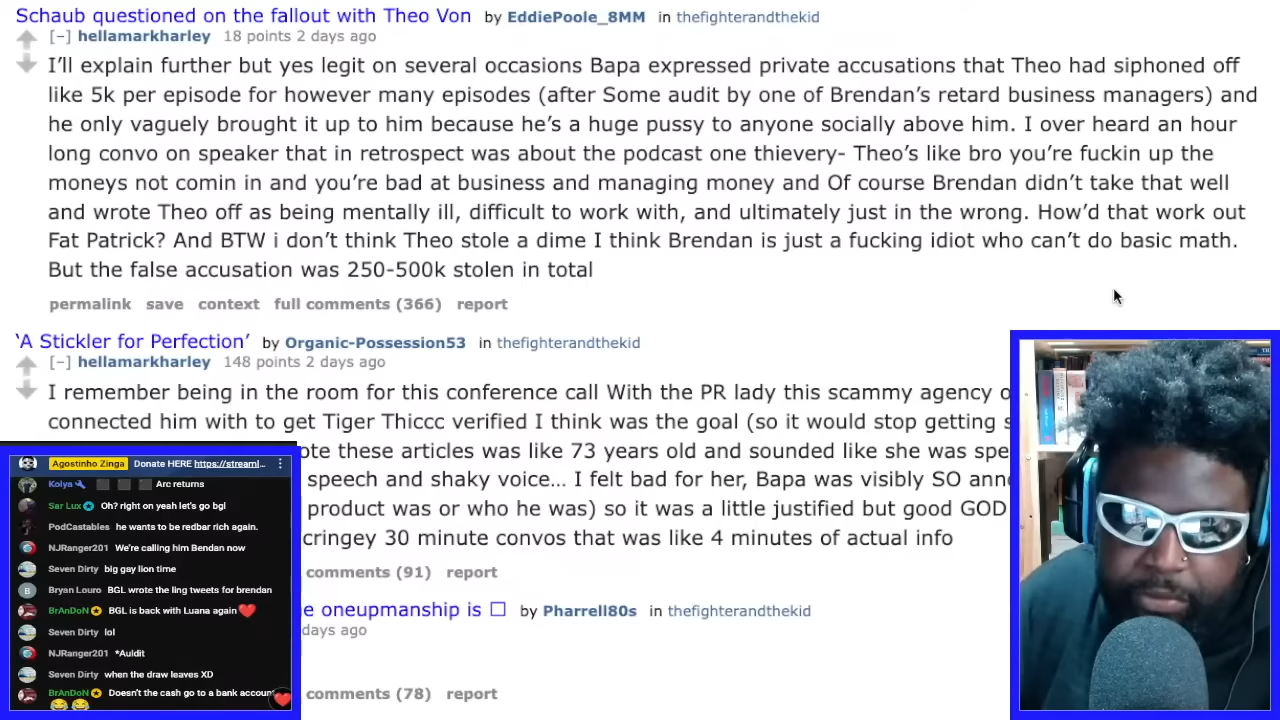 Schaub questioned on the fallout with Theo Von by EddiePoole_8MM in thefighterandthekid
[–] hellamarkharley 18 points 2 days ago
I'll explain further but yes legit on several occasions Bapa expressed private accusations that Theo had siphoned off
like 5k per episode for however many episodes (after Some audit by one of Brendan's retard business managers) and
he only vaguely brought it up to him because he's a huge pussy to anyone socially above him. I over heard an hour
long convo on speaker that in retrospect was about the podcast one thievery- Theo's like bro you're fuckin up the
moneys not comin in and you're bad at business and managing money and Of course Brendan didn't take that well
and wrote Theo off as being mentally ill, difficult to work with, and ultimately just in the wrong. How'd that work out
Fat Patrick? And BTW i don't think Theo stole a dime I think Brendan is just a fucking idiot who can't do basic math.
But the false accusation was 250-500k stolen in total
permalink save context full comments (366) report
'A Stickler for Perfection' by Organic-Possession53 in thefighterandthekid
[–] hellamarkharley 148 points 2 days ago
I remember being in the room for this conference call With the PR lady this scammy agency
connected him with to get Tiger Thiccc verified I think was the goal (so it would stop getting
ote these articles was like 73 years old and sounded like she was spe
speech and shaky voice... I felt bad for her, Bapa was visibly SO ann
product was or who he was) so it was a little justified but good GOD
cringey 30 minute convos that was like 4 minutes of actual info
comments (91) report
e oneupmanship is □ by Pharrell80s in thefighterandthekid
days ago
comments (78) report
Agostinho Zinga Donate HERE https://streaml...
Kolya Arc returns
Sar Lux Oh? right on yeah let's go bgl
PodCastables he wants to be redbar rich again.
NJRanger201 We're calling him Bendan now
Seven Dirty big gay lion time
Bryan Louro BGL wrote the ling tweets for brendan
BrAnDoN BGL is back with Luana again❤️
Seven Dirty lol
NJRanger201 *Auldit
Seven Dirty when the draw leaves XD
BrAnDoN Doesn't the cash go to a bank account
😂😂